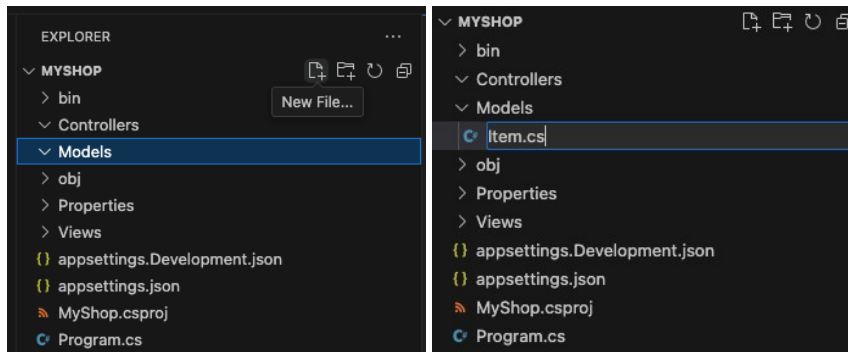 EXPLORER
MYSHOP
New File...
bin
Controllers
Models
obj
Properties
Views
{} appsettings.Development.json
{} appsettings.json
MyShop.csproj
C# Program.cs
MYSHOP
bin
Controllers
Models
C# Item.cs
obj
Properties
Views
{} appsettings.Development.json
{} appsettings.json
MyShop.csproj
C# Program.cs